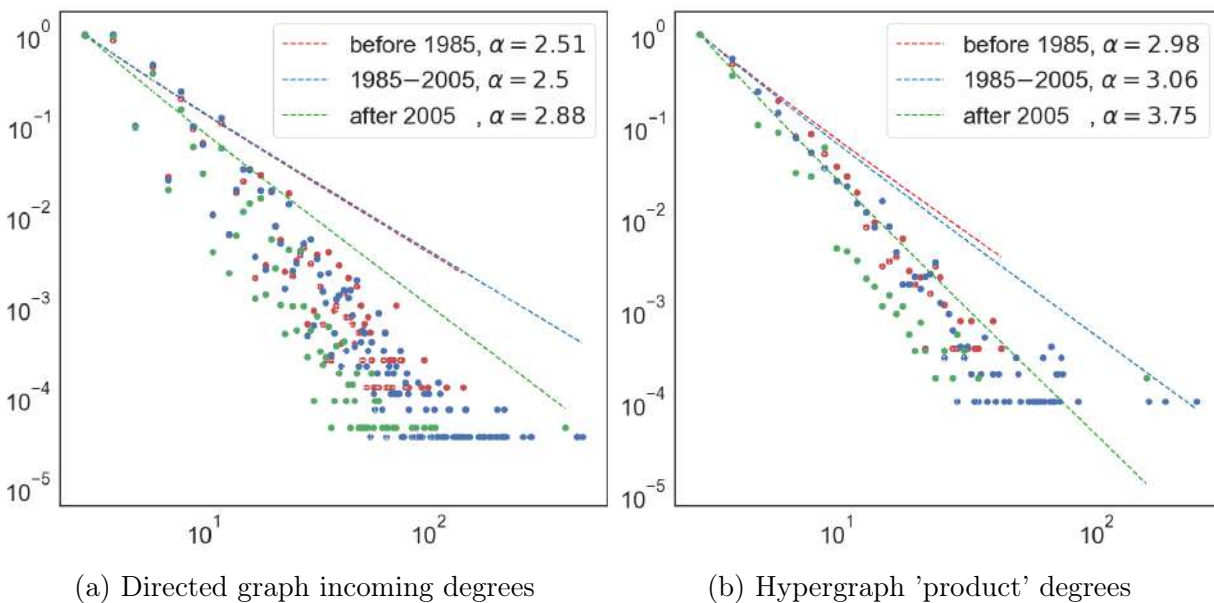 10^0
10^-1
10^-2
10^-3
10^-4
10^-5
10^1
10^2
before 1985, α = 2.51
1985−2005, α = 2.5
after 2005 , α = 2.88
(a) Directed graph incoming degrees
10^0
10^-1
10^-2
10^-3
10^-4
10^-5
10^1
10^2
before 1985, α = 2.98
1985−2005, α = 3.06
after 2005 , α = 3.75
(b) Hypergraph 'product' degrees